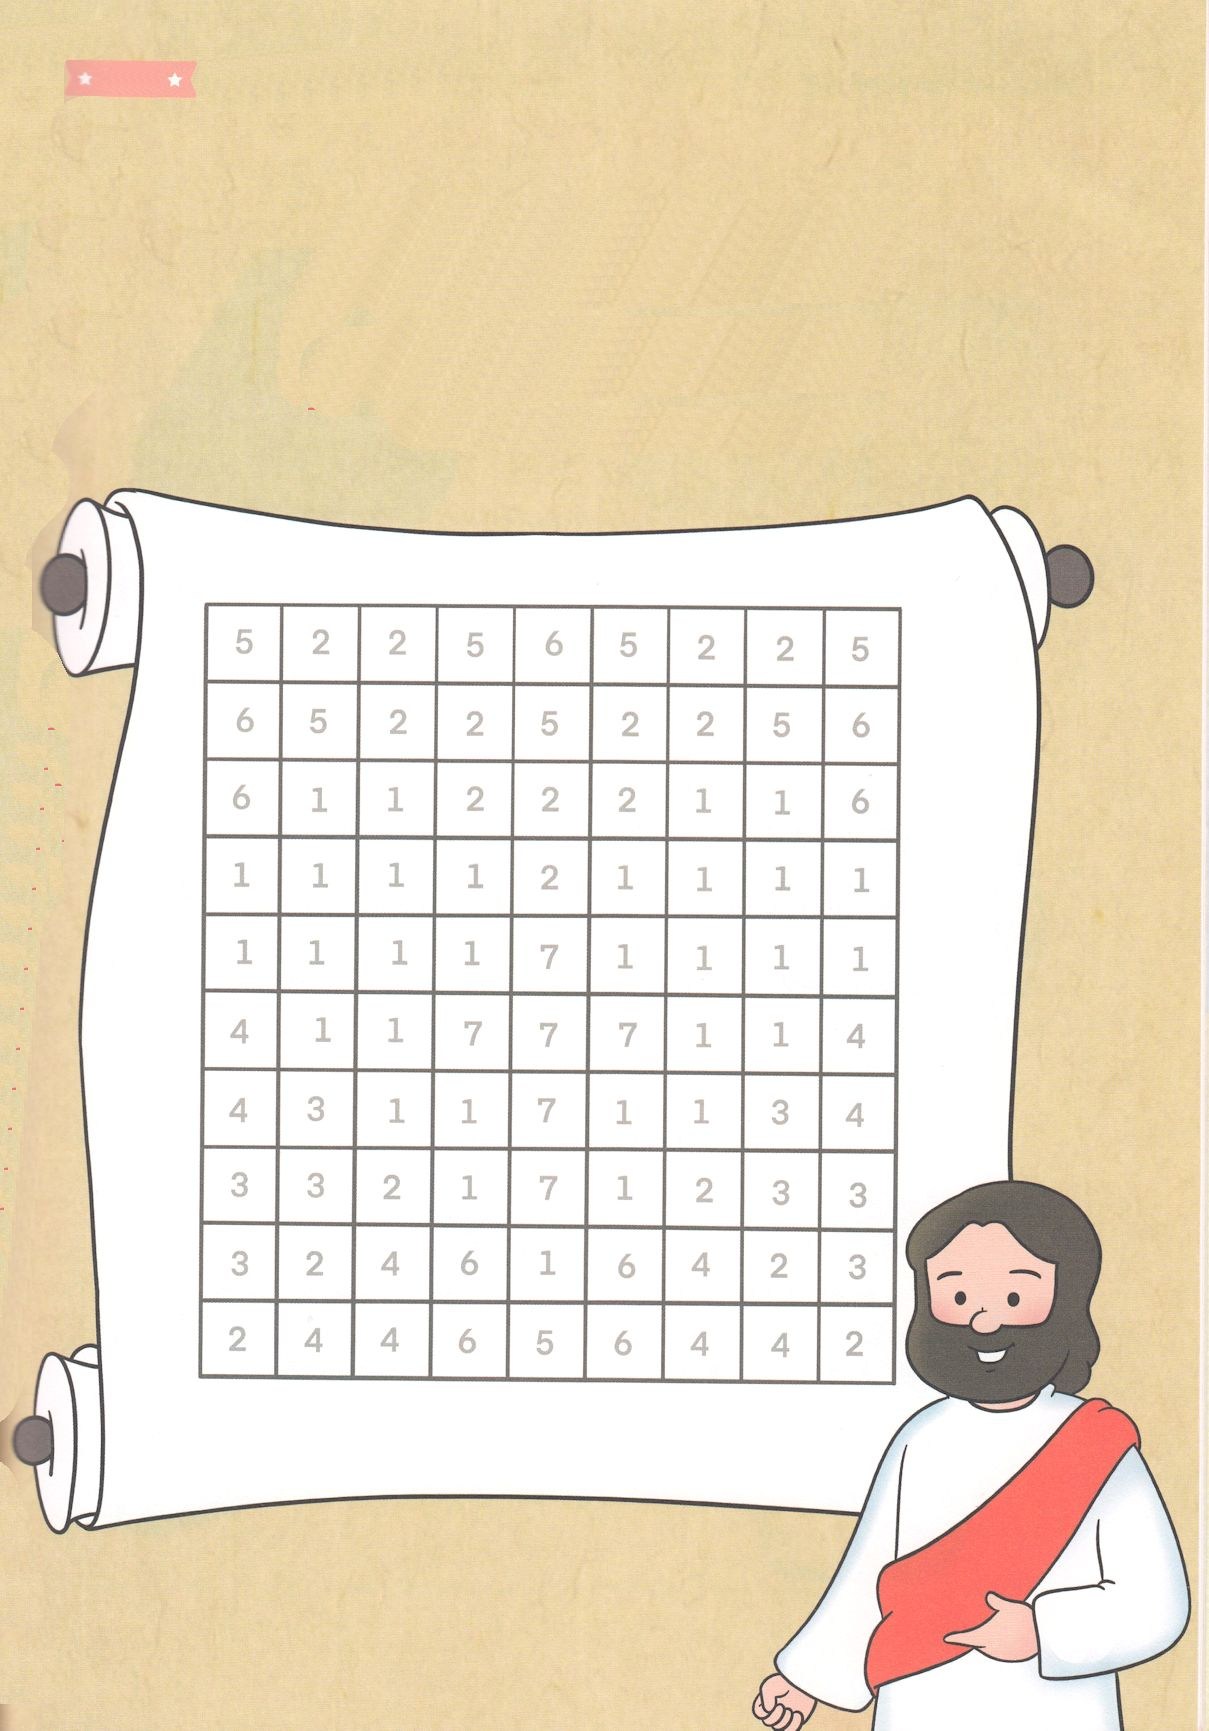 5 2 2 5 6 5 2 2 5
6 5 2 2 5 2 2 5 6
6 1 1 2 2 2 1 1 6
1 1 1 1 2 1 1 1 1
1 1 1 1 7 1 1 1 1
4 1 1 7 7 7 1 1 4
4 3 1 1 7 1 1 3 4
3 3 2 1 7 1 2 3 3
3 2 4 6 1 6 4 2 3
2 4 4 6 5 6 4 4 2